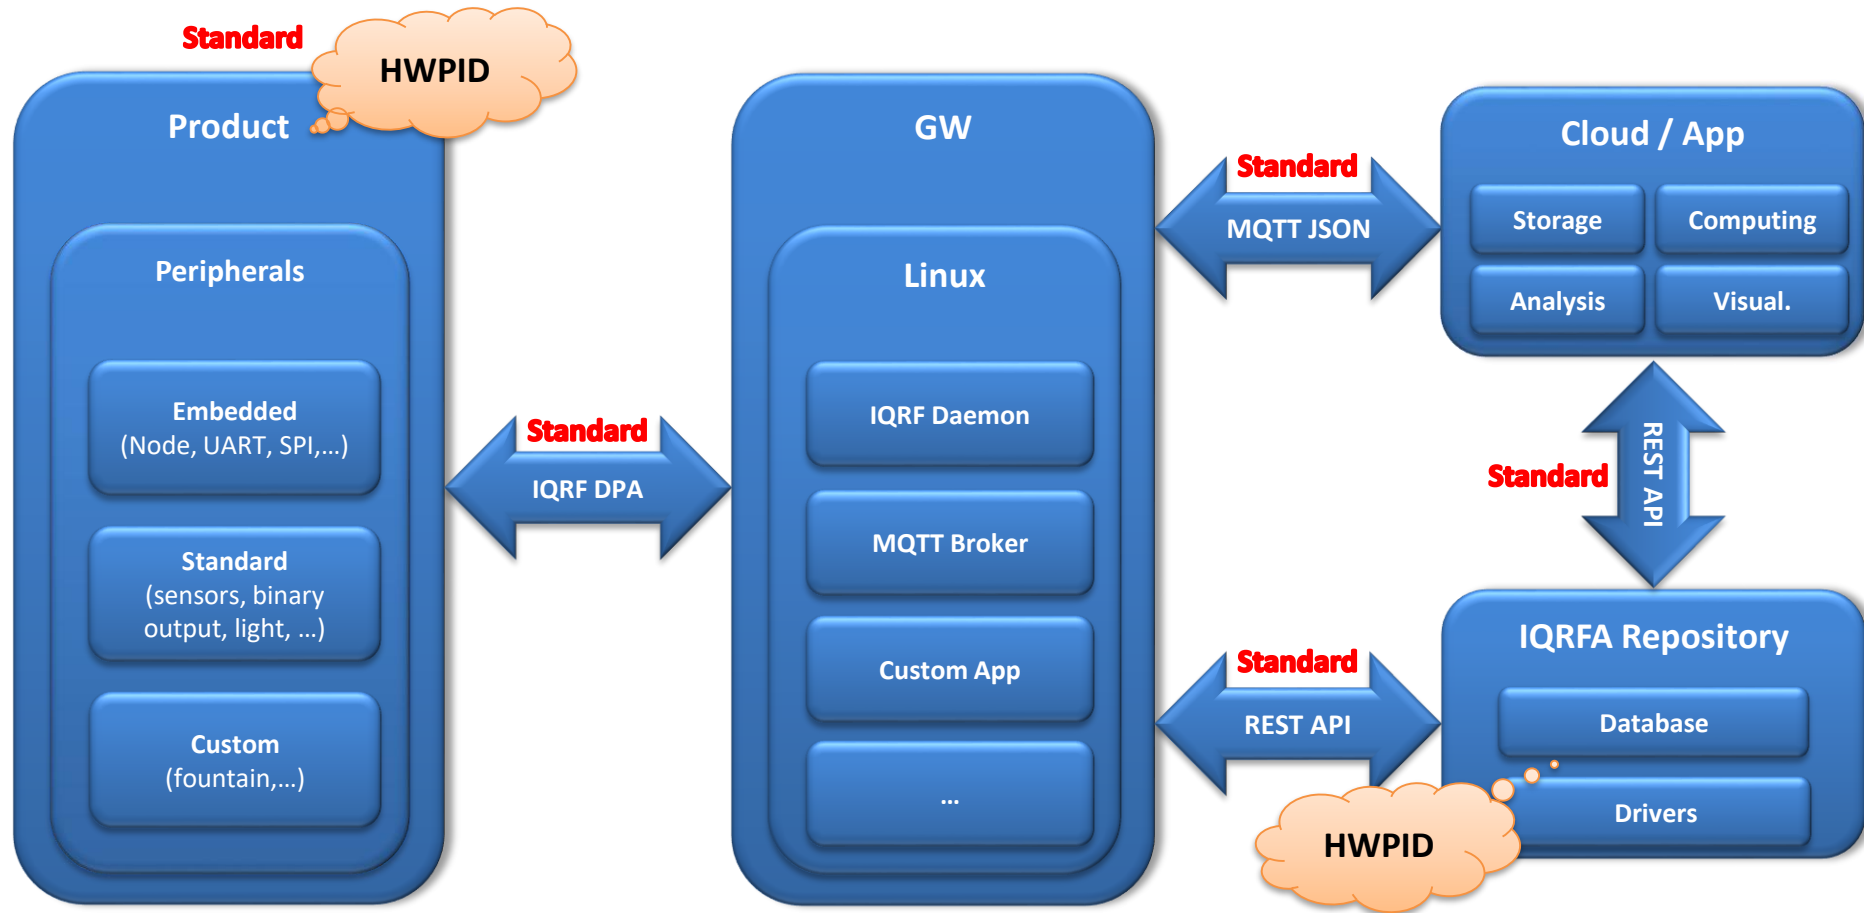 Standard
HWPID
Product
Peripherals
Embedded
(Node, UART, SPI,...)
Standard
(sensors, binary
output, light, ...)
Custom
(fountain,...)
Standard
IQRF DPA
GW
Linux
IQRF Daemon
MQTT Broker
Custom App
...
Standard
MQTT JSON
Cloud / App
Storage
Computing
Analysis
Visual.
Standard
REST API
Standard
REST API
IQRFA Repository
Database
Drivers
HWPID